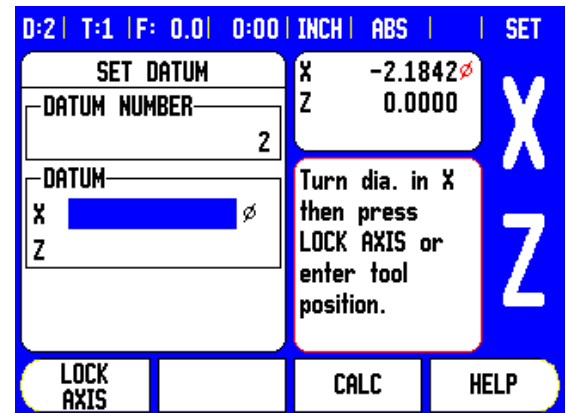 D:2| T:1 |F: 0.0| 0:00| INCH| ABS | | SET
SET DATUM
DATUM NUMBER
2
DATUM
X Ø
Z
X -2.1842Ø
Z 0.0000
Turn dia. in X
then press
LOCK AXIS or
enter tool
position.
X
Z
LOCK
AXIS
CALC
HELP